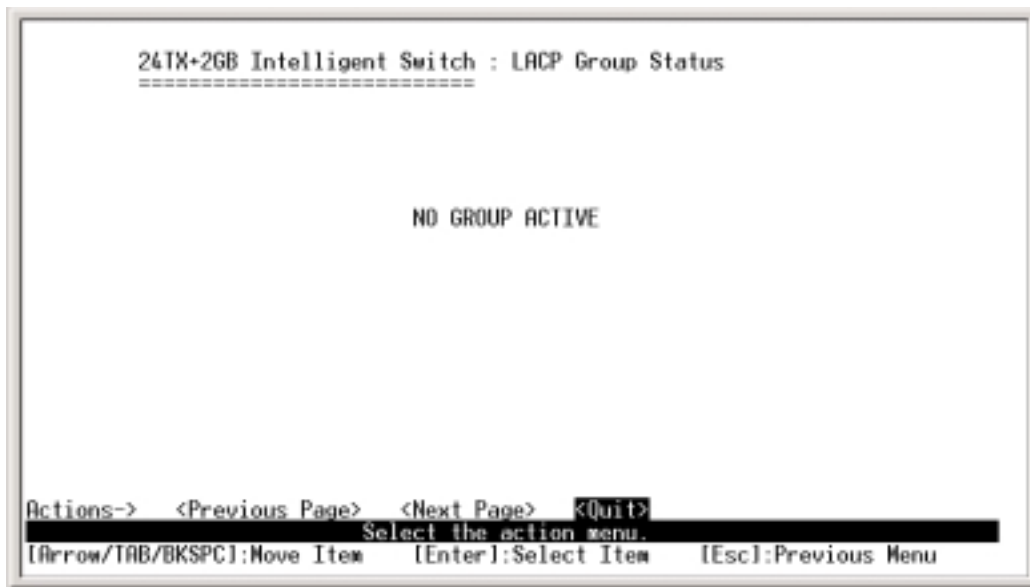 24TX+2GB Intelligent Switch : LACP Group Status
===========================
NO GROUP ACTIVE
Actions-> <Previous Page> <Next Page> <Quit>
Select the action menu.
[Arrow/TAB/BKSPC]:Move Item [Enter]:Select Item [Esc]:Previous Menu